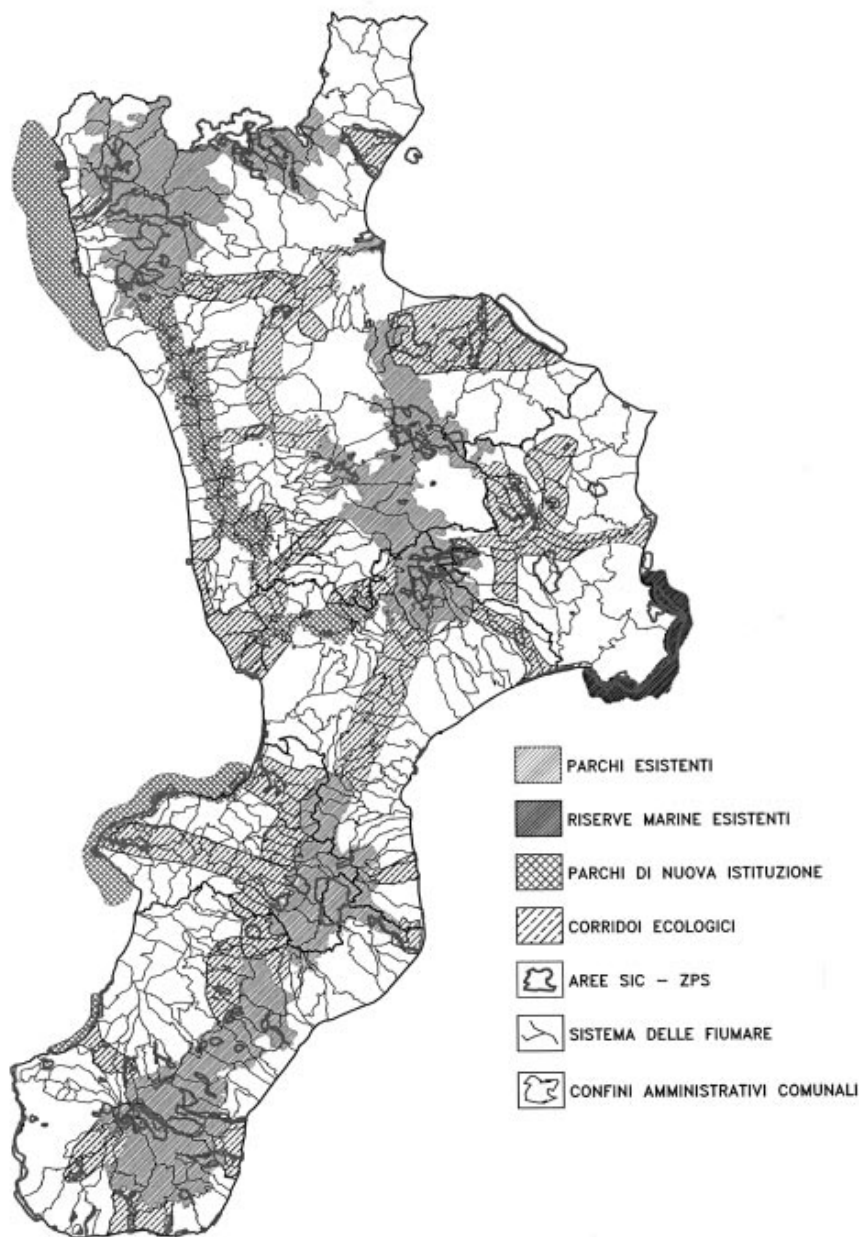 PARCHI ESISTENTI
RISERVE MARINE ESISTENTI
PARCHI DI NUOVA ISTITUZIONE
CORRIDOI ECOLOGICI
AREE SIC – ZPS
SISTEMA DELLE FIUMARE
CONFINI AMMINISTRATIVI COMUNALI